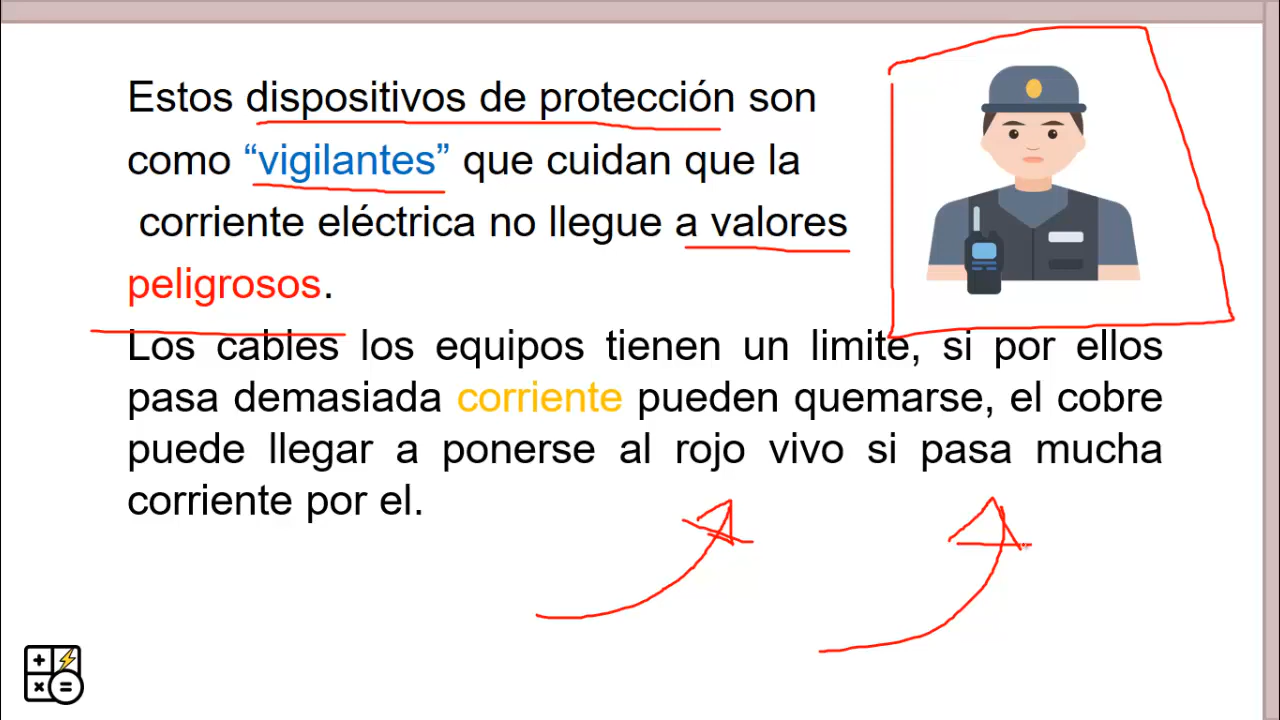 Estos dispositivos de protección son
como “vigilantes” que cuidan que la
corriente eléctrica no llegue a valores
peligrosos.
Los cables los equipos tienen un limite, si por ellos
pasa demasiada corriente pueden quemarse, el cobre
puede llegar a ponerse al rojo vivo si pasa mucha
corriente por el.